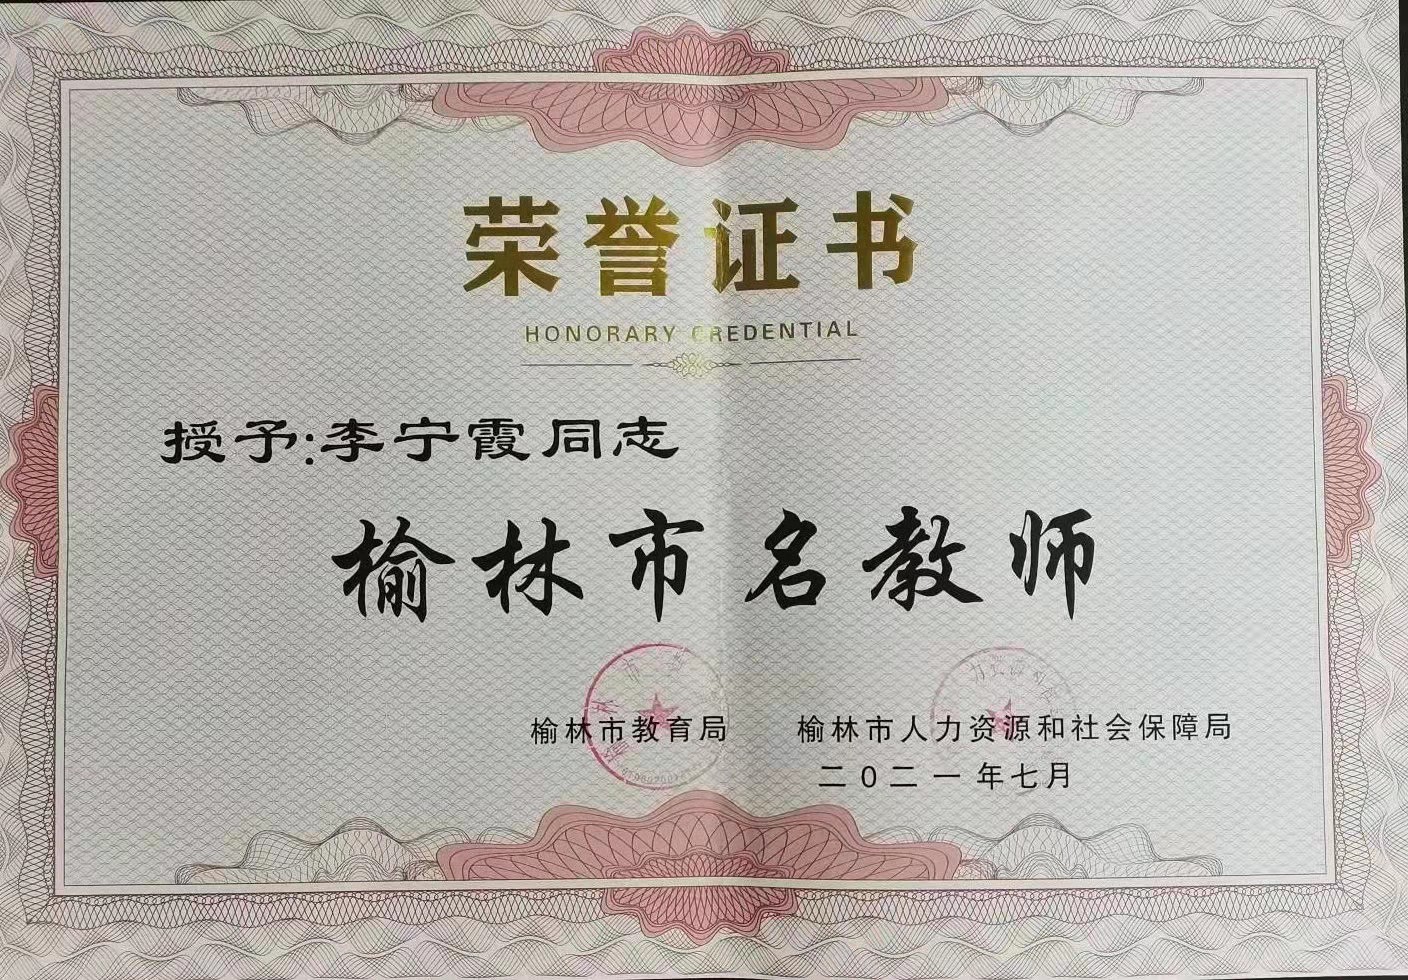 荣誉证书
HONORARY CREDENTIAL
授予:李宁霞同志
榆林市名教师
榆林市教育局 榆林市人力资源和社会保障局
二〇二一年七月